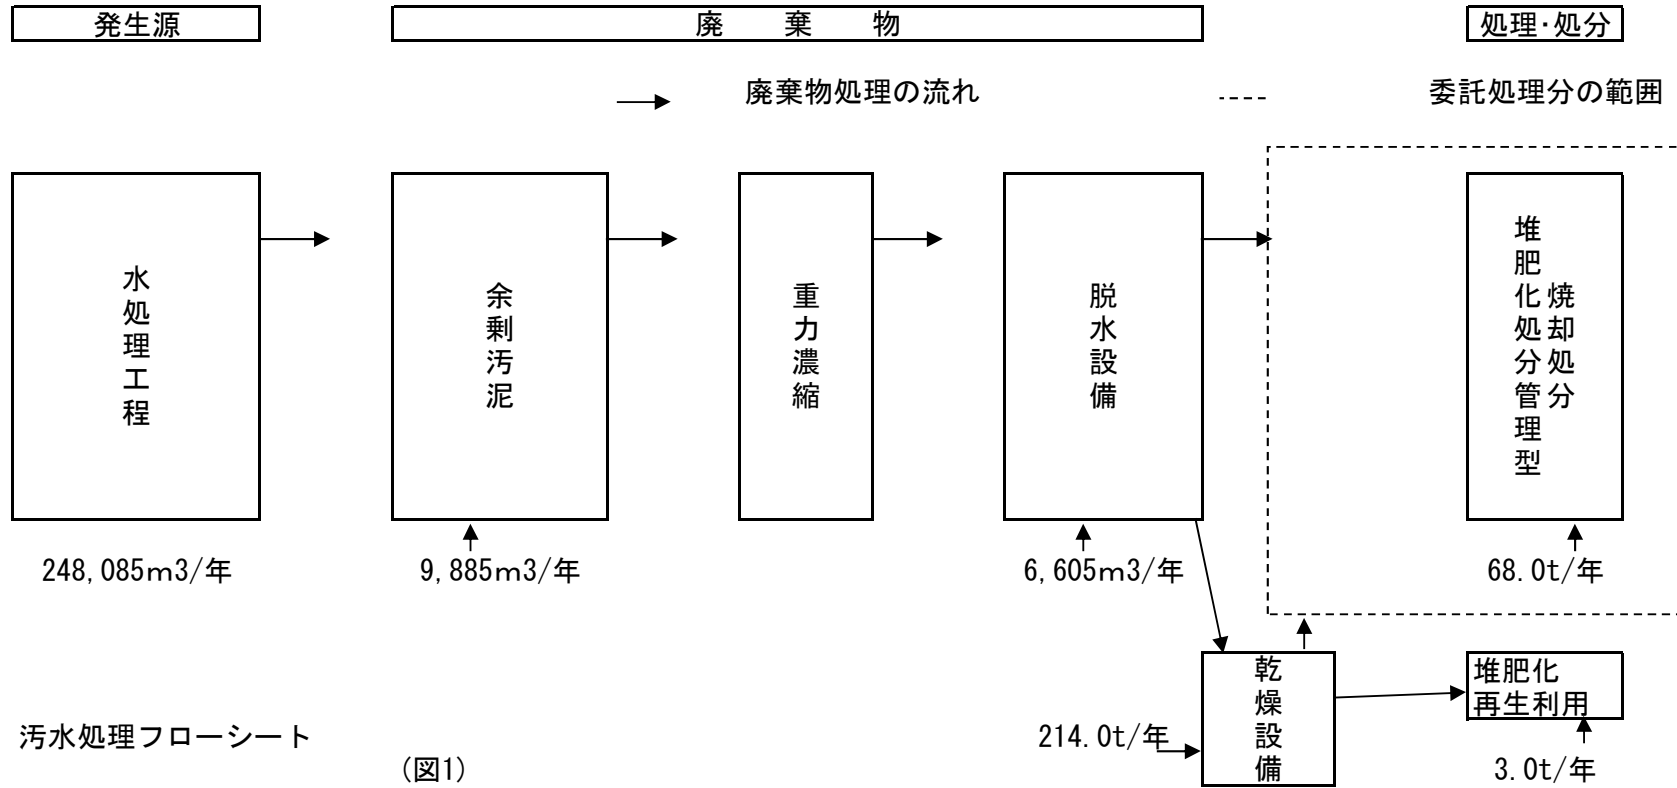 発生源
廃　棄　物
処理・処分
廃棄物処理の流れ
委託処理分の範囲
水処理工程
余剰汚泥
重力濃縮
脱水設備
焼却処分
堆肥化処分管理型
248,085m3/年
9,885m3/年
6,605m3/年
68.0t/年
乾燥設備
堆肥化
再生利用
汚水処理フローシート
214.0t/年
(図1)
3.0t/年